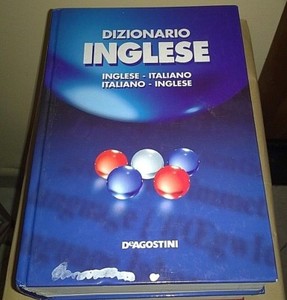 DIZIONARIO
INGLESE
INGLESE - ITALIANO
ITALIANO - INGLESE
DEAGOSTINI